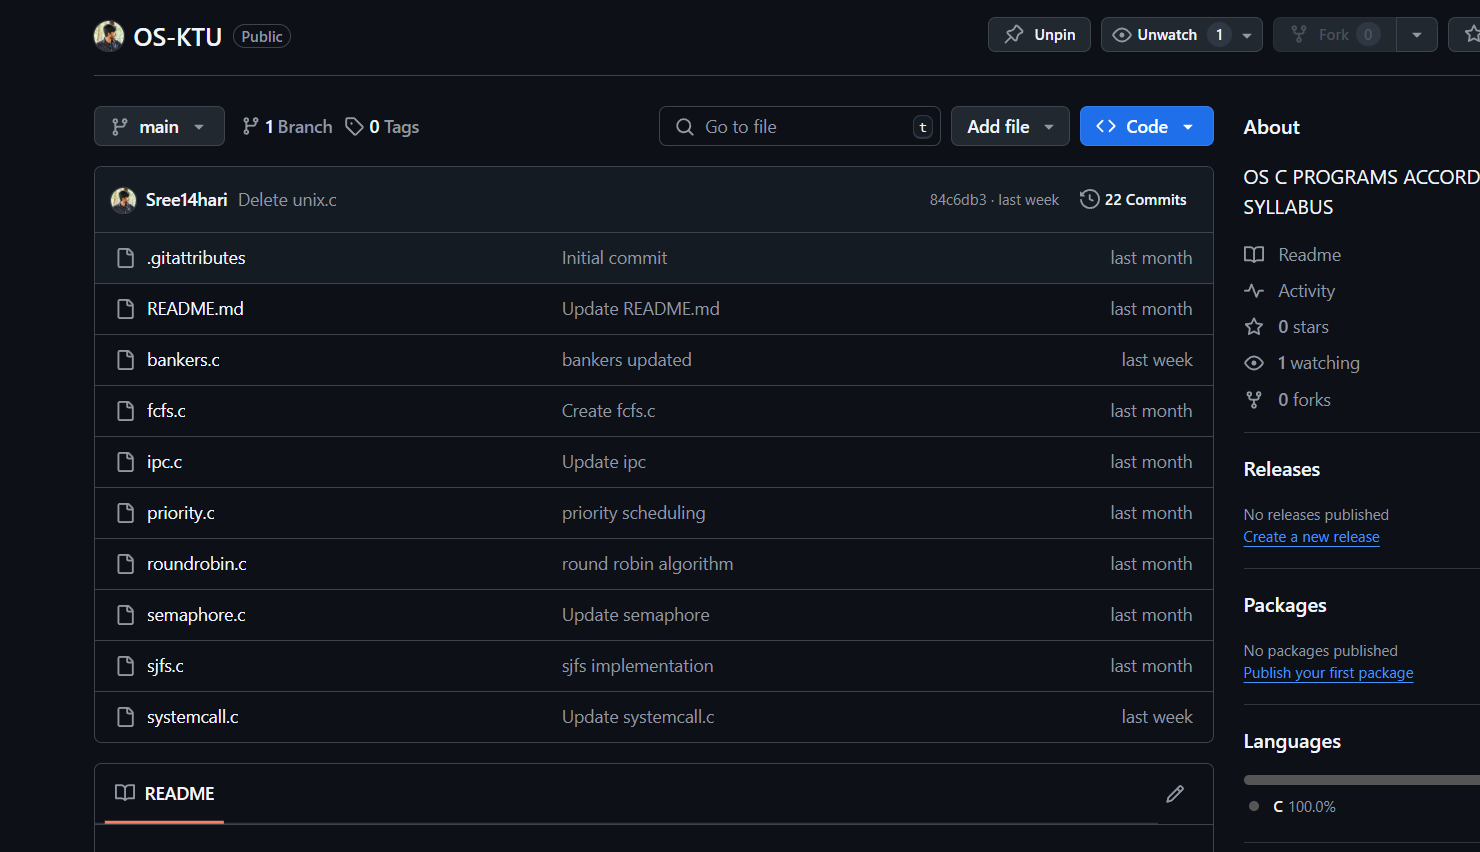 OS-KTU Public Unpin Unwatch 1 Fork 0
main 1 Branch 0 Tags Go to file t Add file Code
Sree14hari Delete unix.c 84c6db3 · last week 22 Commits
.gitattributes Initial commit last month
README.md Update README.md last month
bankers.c bankers updated last week
fcfs.c Create fcfs.c last month
ipc.c Update ipc last month
priority.c priority scheduling last month
roundrobin.c round robin algorithm last month
semaphore.c Update semaphore last month
sjfs.c sjfs implementation last month
systemcall.c Update systemcall.c last week
README
About
OS C PROGRAMS ACCORD
SYLLABUS
Readme
Activity
0 stars
1 watching
0 forks
Releases
No releases published
Create a new release
Packages
No packages published
Publish your first package
Languages
C 100.0%